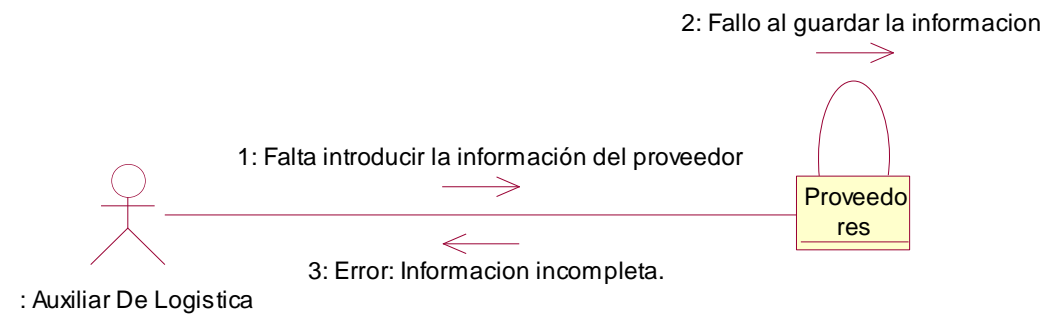 2: Fallo al guardar la informacion
1: Falta introducir la información del proveedor
Proveedo
res
3: Error: Informacion incompleta.
: Auxiliar De Logistica